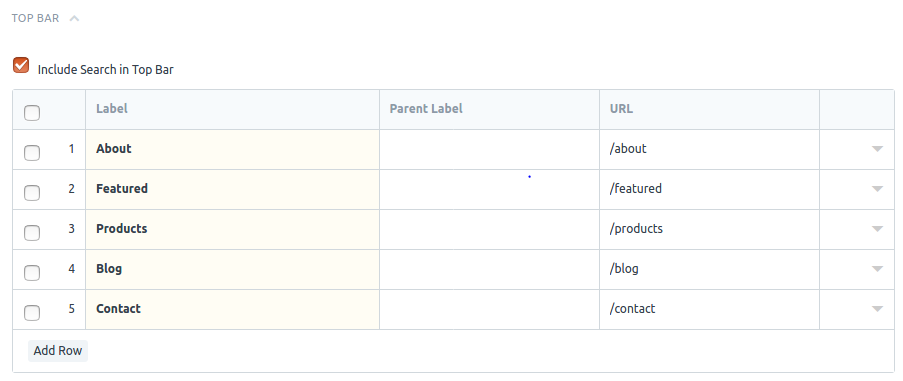 TOP BAR
Include Search in Top Bar
Label Parent Label URL
1 About /about
2 Featured /featured
3 Products /products
4 Blog /blog
5 Contact /contact
Add Row